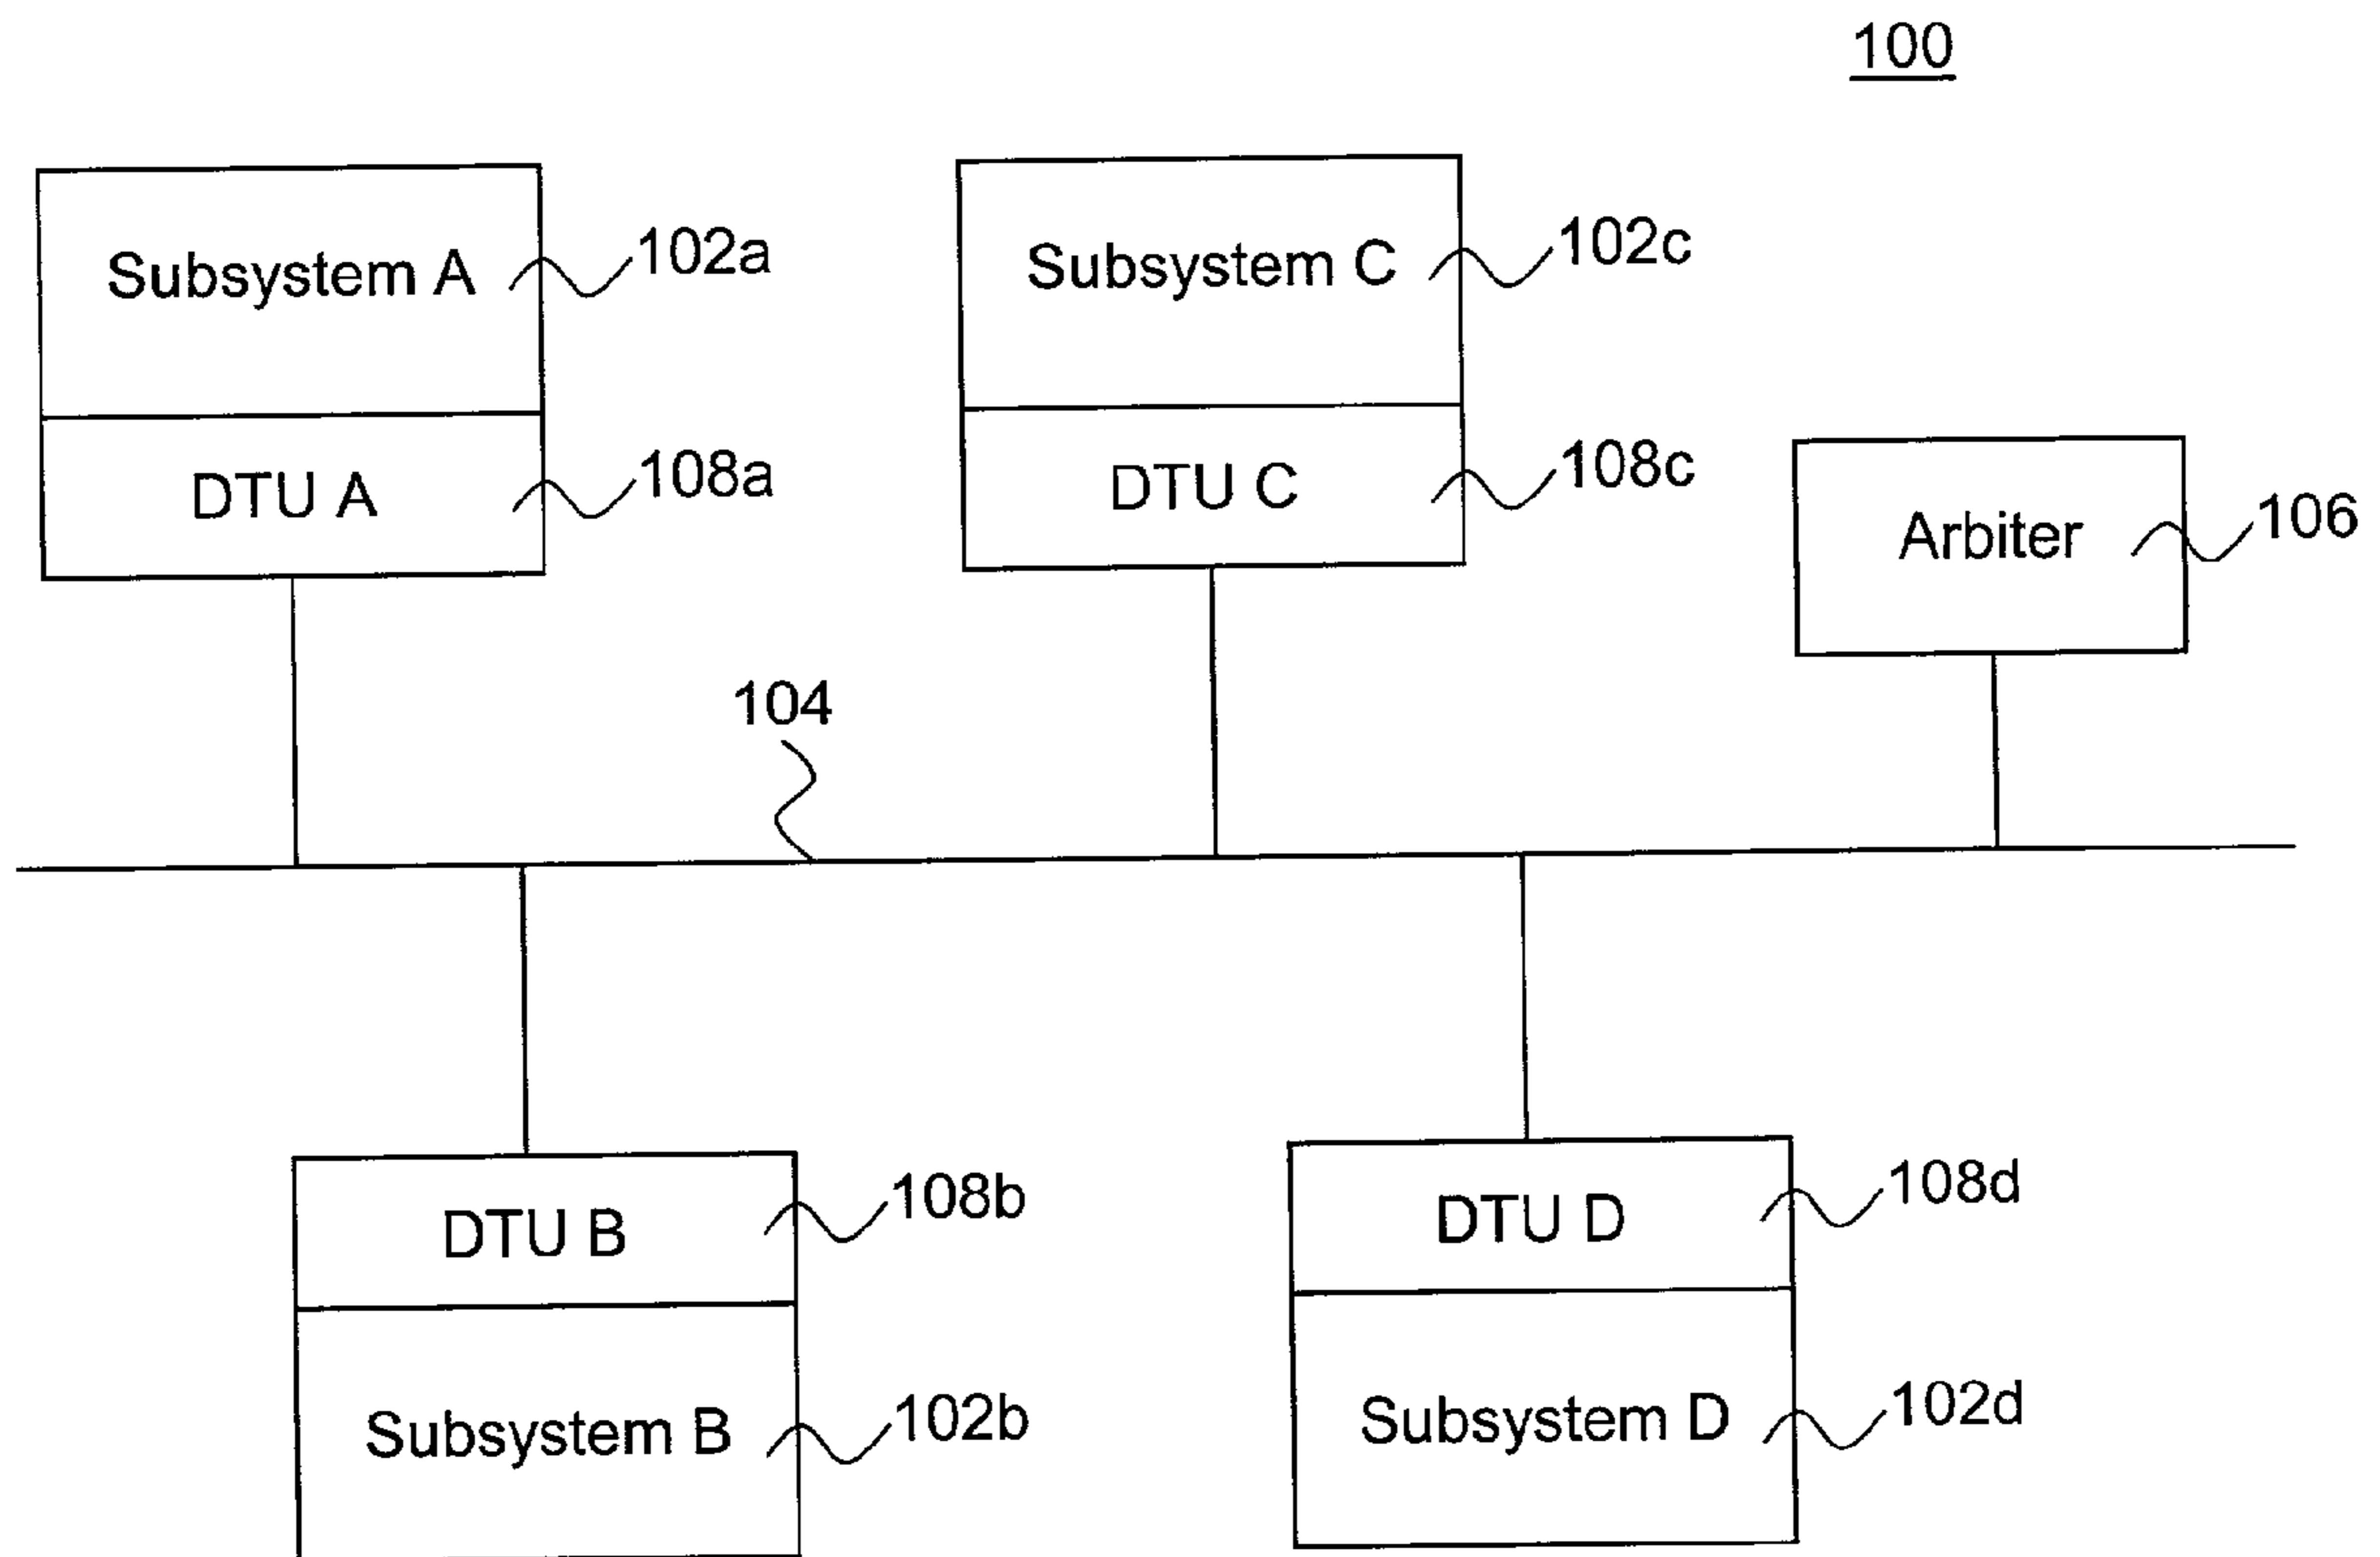 100
Subsystem A
102a
Subsystem C
102c
DTU A
108a
DTU C
108c
Arbiter
106
104
DTU B
108b
DTU D
108d
Subsystem B
102b
Subsystem D
102d